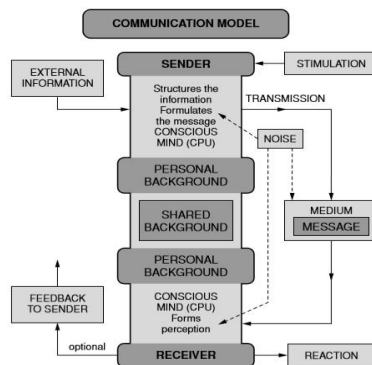 COMMUNICATION MODEL
SENDER
EXTERNAL
INFORMATION
STIMULATION
Structures the
information
Formulates
the message
CONSCIOUS
MIND (CPU)
TRANSMISSION
NOISE
PERSONAL
BACKGROUND
SHARED
BACKGROUND
MEDIUM
MESSAGE
PERSONAL
BACKGROUND
FEEDBACK
TO SENDER
CONSCIOUS
MIND (CPU)
Forms
perception
optional
RECEIVER
REACTION